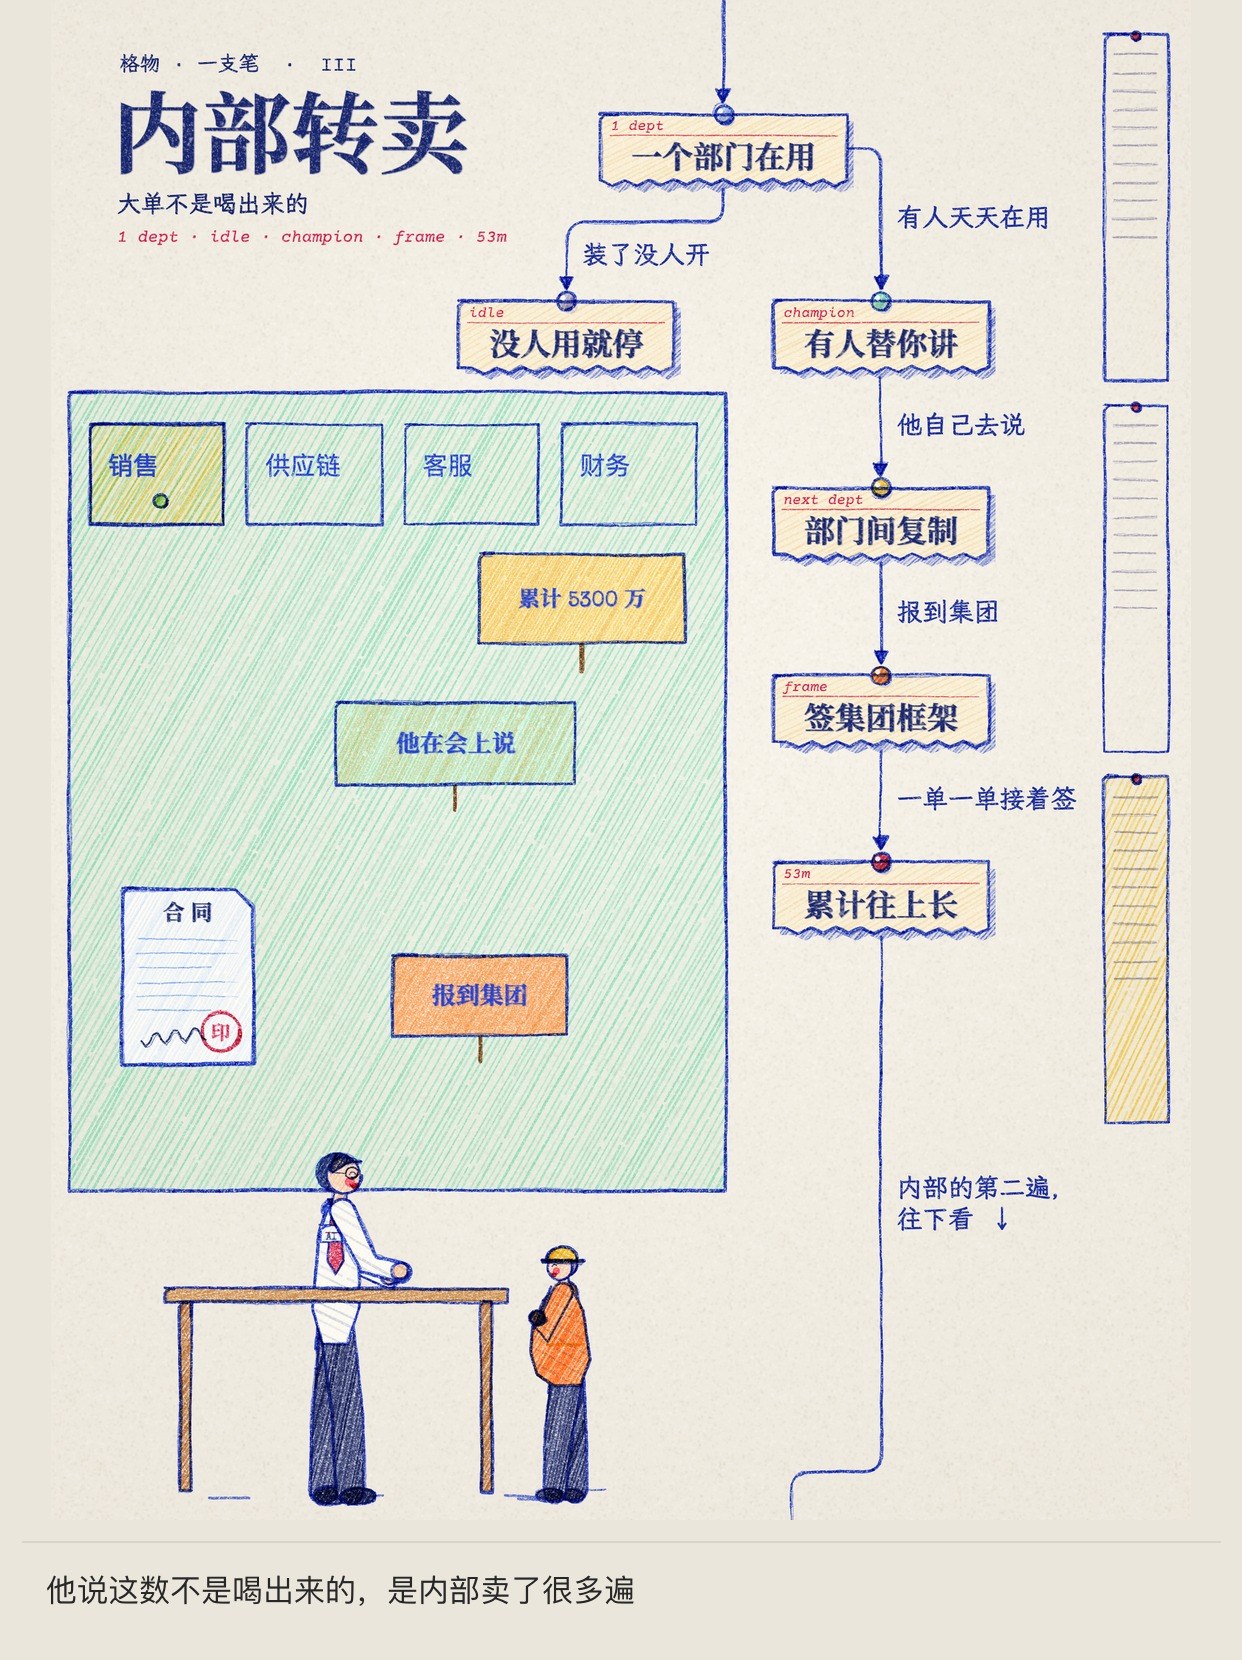 格物 · 一支笔 · III
内部转卖
大单不是喝出来的
1 dept · idle · champion · frame · 53m
1 dept
一个部门在用
有人天天在用
装了没人开
idle
没人用就停
champion
有人替你讲
他自己去说
next dept
部门间复制
报到集团
frame
签集团框架
一单一单接着签
53m
累计往上长
内部的第二遍,
往下看 ↓
销售
供应链
客服
财务
累计 5300 万
他在会上说
合同
印
报到集团
AI
他说这数不是喝出来的，是内部卖了很多遍